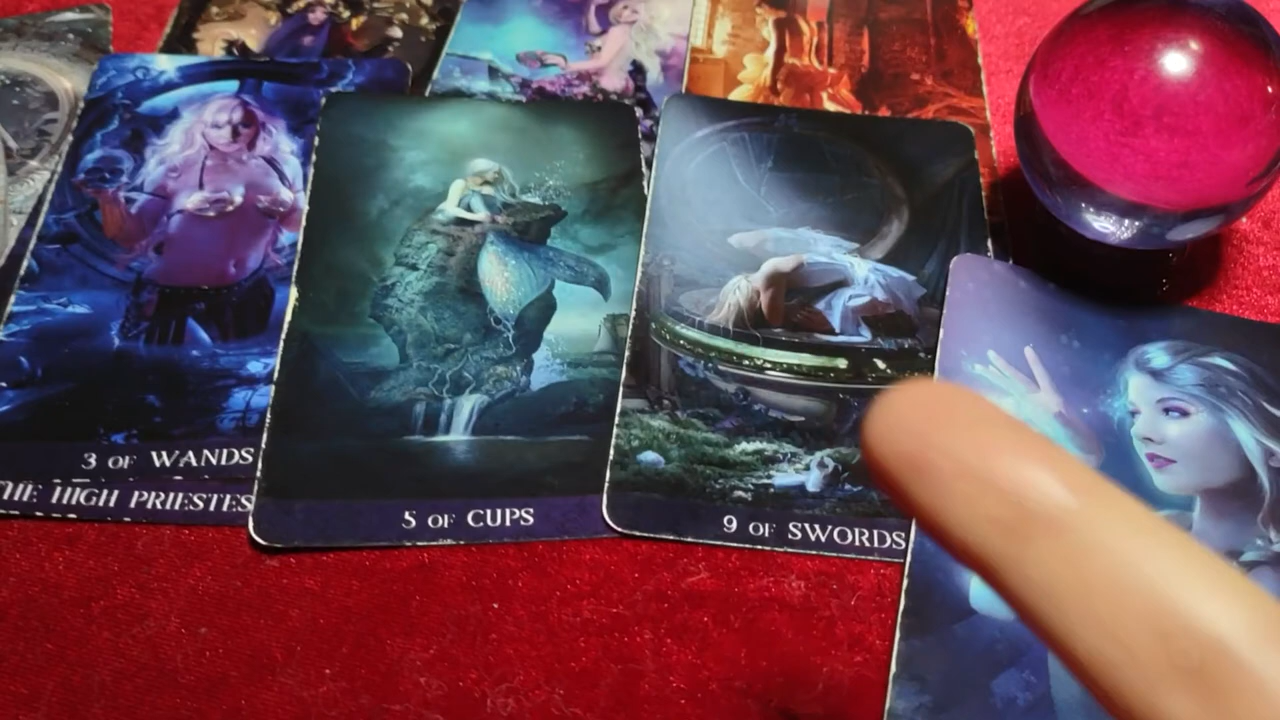 3 OF WANDS
THE HIGH PRIESTES
5 OF CUPS
9 OF SWORDS